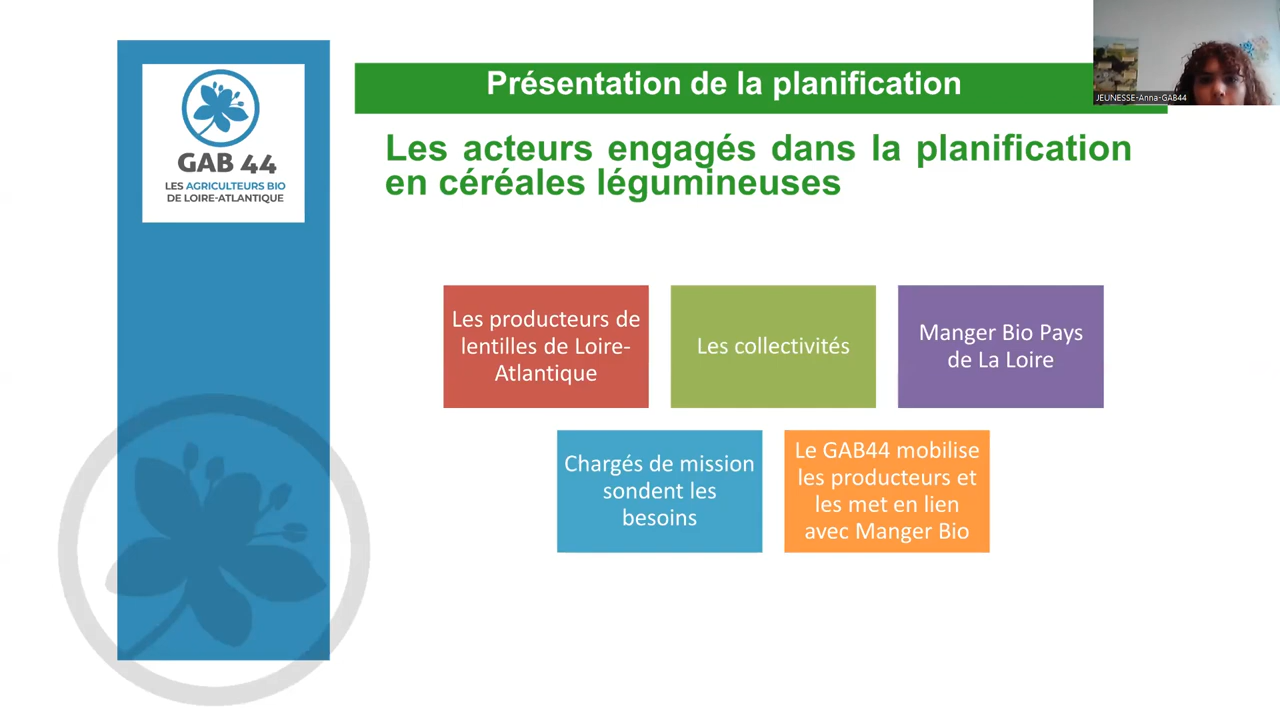 GAB 44
LES AGRICULTEURS BIO
DE LOIRE-ATLANTIQUE
Présentation de la planification
JEUNESSE-Anna-GAB44
Les acteurs engagés dans la planification
en céréales légumineuses
Les producteurs de
lentilles de Loire-
Atlantique
Les collectivités
Manger Bio Pays
de La Loire
Chargés de mission
sondent les
besoins
Le GAB44 mobilise
les producteurs et
les met en lien
avec Manger Bio